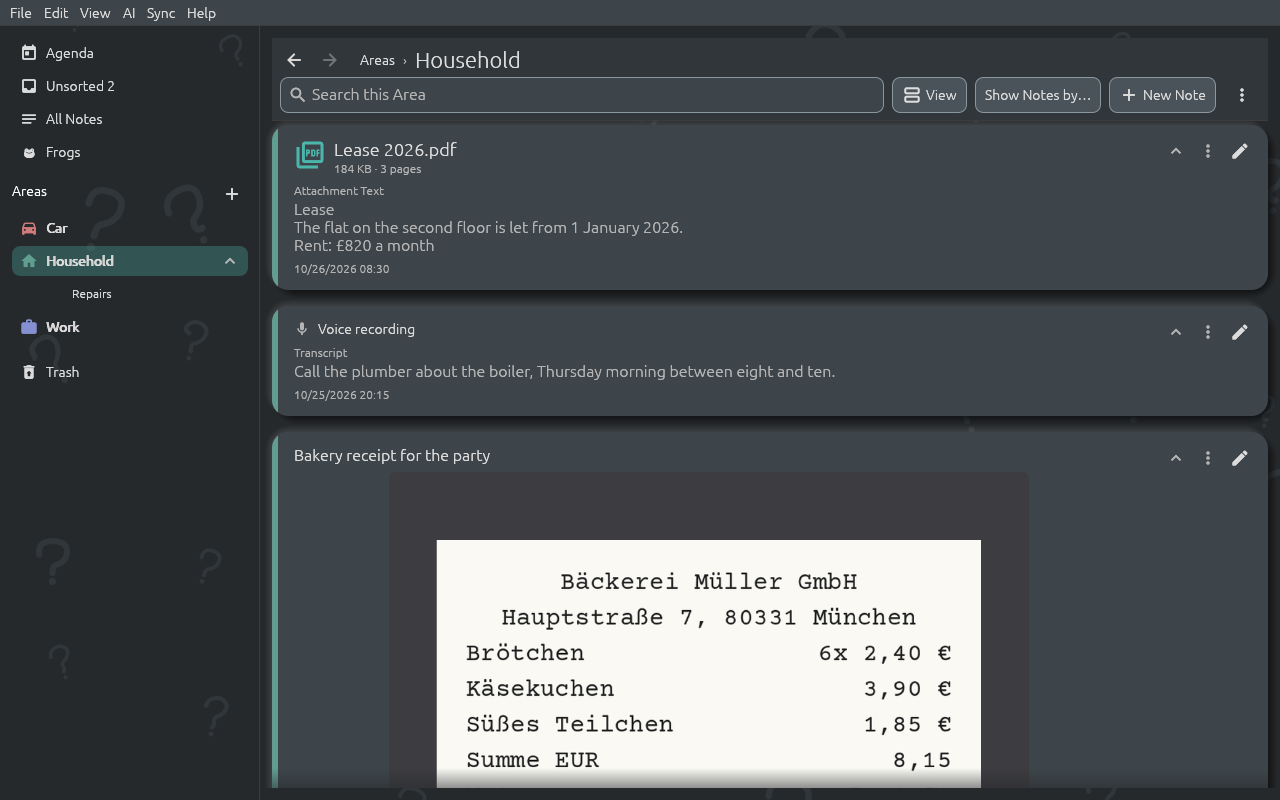 File Edit View AI Sync Help
Agenda
Unsorted 2
All Notes
Frogs
Areas
Car
Household
Repairs
Work
Trash
Areas › Household
Search this Area
View
Show Notes by…
New Note
PDF
Lease 2026.pdf
184 KB · 3 pages
Attachment Text
Lease
The flat on the second floor is let from 1 January 2026.
Rent: £820 a month
10/26/2026 08:30
Voice recording
Transcript
Call the plumber about the boiler, Thursday morning between eight and ten.
10/25/2026 20:15
Bakery receipt for the party
Bäckerei Müller GmbH
Hauptstraße 7, 80331 München
Brötchen 6x 2,40 €
Käsekuchen 3,90 €
Süßes Teilchen 1,85 €
Summe EUR 8,15